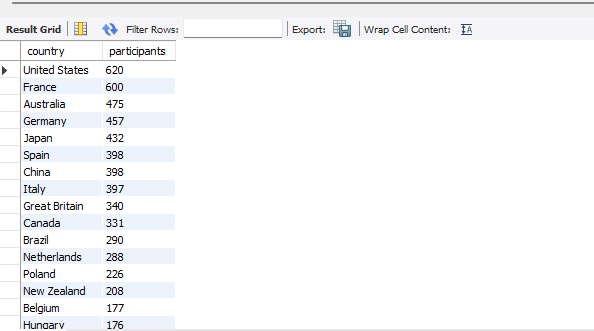 Result Grid Filter Rows: Export: Wrap Cell Content: IA
country participants
United States 620
France 600
Australia 475
Germany 457
Japan 432
Spain 398
China 398
Italy 397
Great Britain 340
Canada 331
Brazil 290
Netherlands 288
Poland 226
New Zealand 208
Belgium 177
Hungary 176